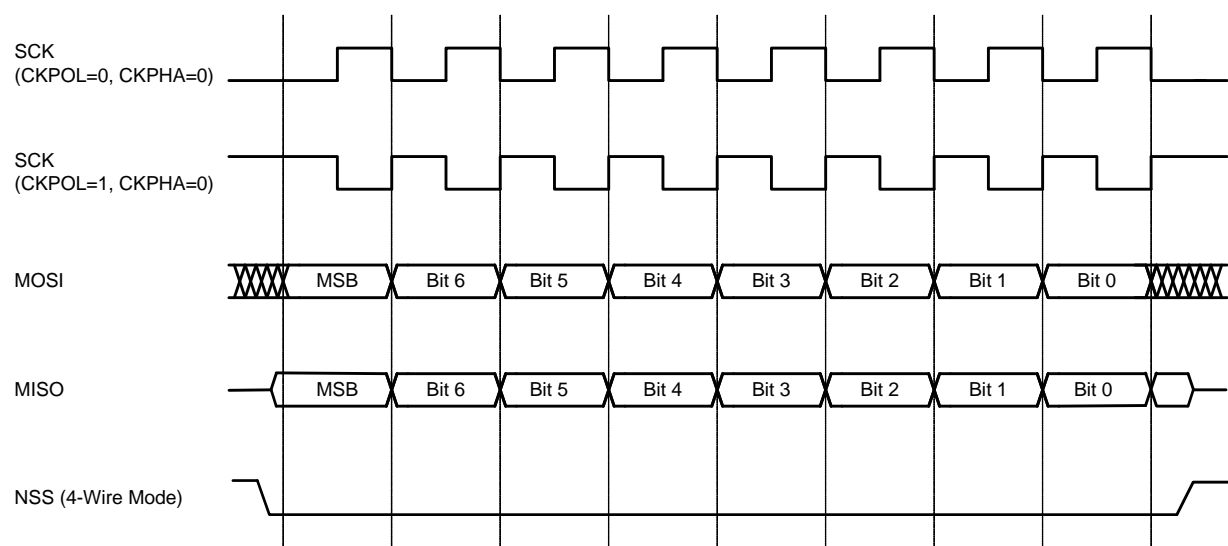 SCK
(CKPOL=0, CKPHA=0)
SCK
(CKPOL=1, CKPHA=0)
MOSI
MSB Bit 6 Bit 5 Bit 4 Bit 3 Bit 2 Bit 1 Bit 0
MISO
MSB Bit 6 Bit 5 Bit 4 Bit 3 Bit 2 Bit 1 Bit 0
NSS (4-Wire Mode)